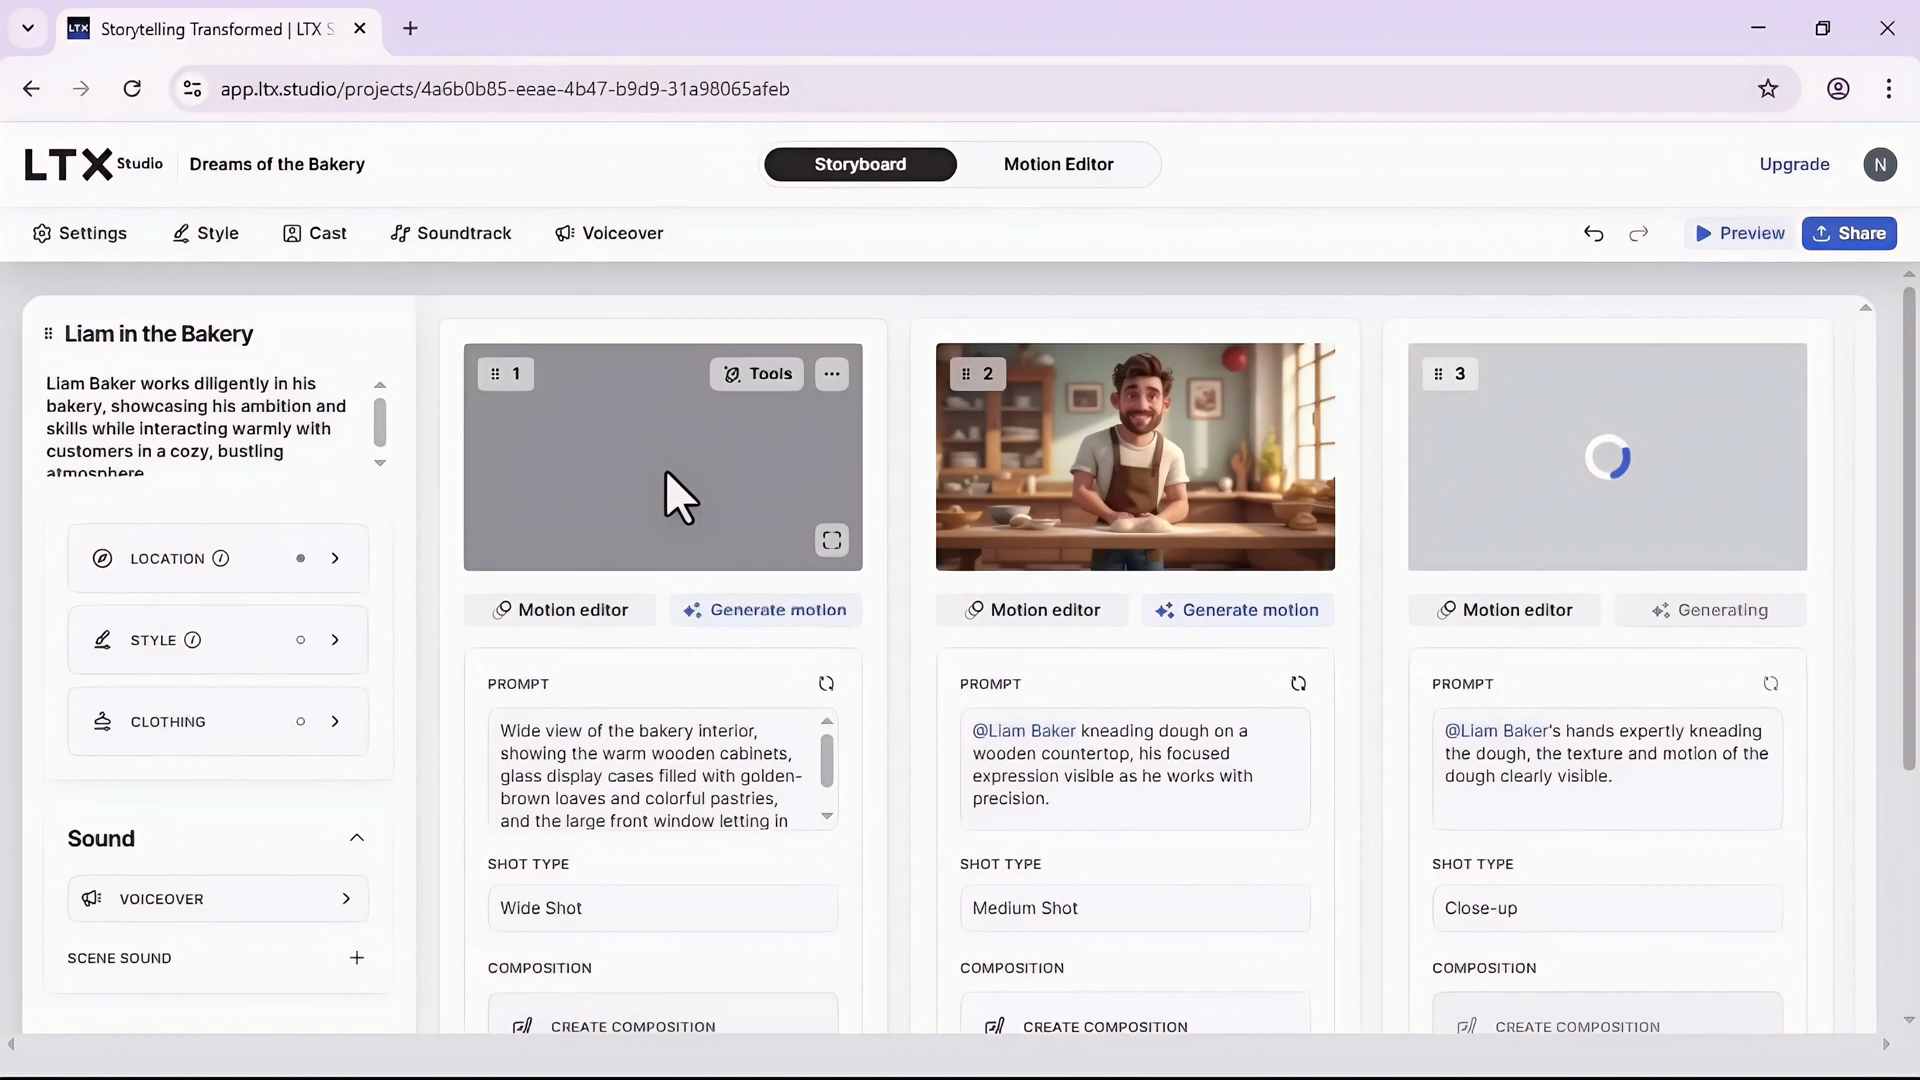 LTX
Storytelling Transformed | LTX S
app.ltx.studio/projects/4a6b0b85-eeae-4b47-b9d9-31a98065afeb
LTX Studio
Dreams of the Bakery
Storyboard
Motion Editor
Upgrade
N
Settings
Style
Cast
Soundtrack
Voiceover
Preview
Share
Liam in the Bakery
Liam Baker works diligently in his
bakery, showcasing his ambition and
skills while interacting warmly with
customers in a cozy, bustling
atmosphere
LOCATION
STYLE
CLOTHING
Sound
VOICEOVER
SCENE SOUND
1
Tools
Motion editor
Generate motion
PROMPT
Wide view of the bakery interior,
showing the warm wooden cabinets,
glass display cases filled with golden-
brown loaves and colorful pastries,
and the large front window letting in
SHOT TYPE
Wide Shot
COMPOSITION
CREATE COMPOSITION
2
Motion editor
Generate motion
PROMPT
@Liam Baker kneading dough on a
wooden countertop, his focused
expression visible as he works with
precision.
SHOT TYPE
Medium Shot
COMPOSITION
CREATE COMPOSITION
3
Motion editor
Generating
PROMPT
@Liam Baker's hands expertly kneading
the dough, the texture and motion of the
dough clearly visible.
SHOT TYPE
Close-up
COMPOSITION
CREATE COMPOSITION